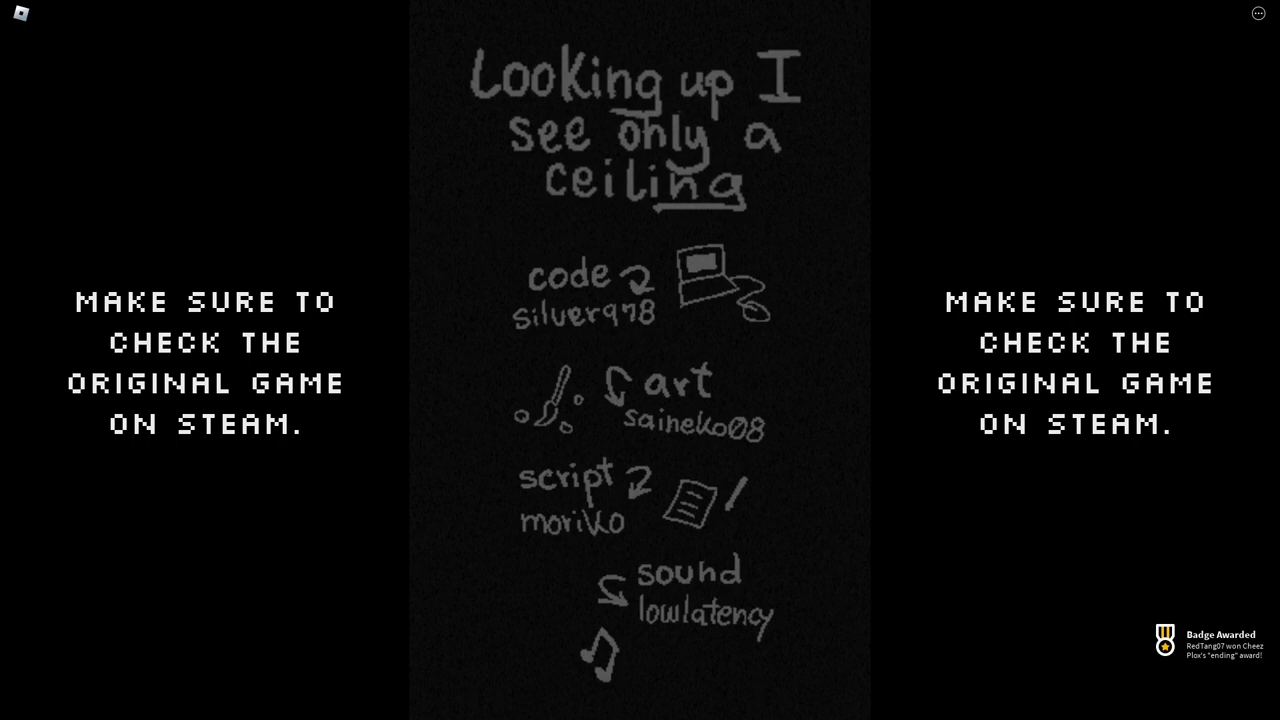 Looking up I
see only a
ceiling
code
silver978
art
saineko08
script
moriko
sound
lowlatency
MAKE SURE TO
CHECK THE
ORIGINAL GAME
ON STEAM.
MAKE SURE TO
CHECK THE
ORIGINAL GAME
ON STEAM.
Badge Awarded
RedTang07 won Cheez
Plox's "ending" award!